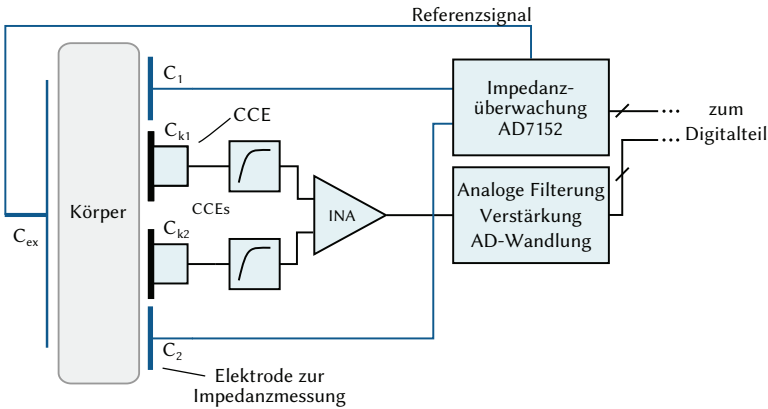 Referenzsignal
C1
CCE
Ck1
Impedanz-
überwachung
AD7152
zum
Digitalteil
...
...
Körper
CCEs
INA
Analoge Filterung
Verstärkung
AD-Wandlung
Cex
Ck2
C2
Elektrode zur
Impedanzmessung